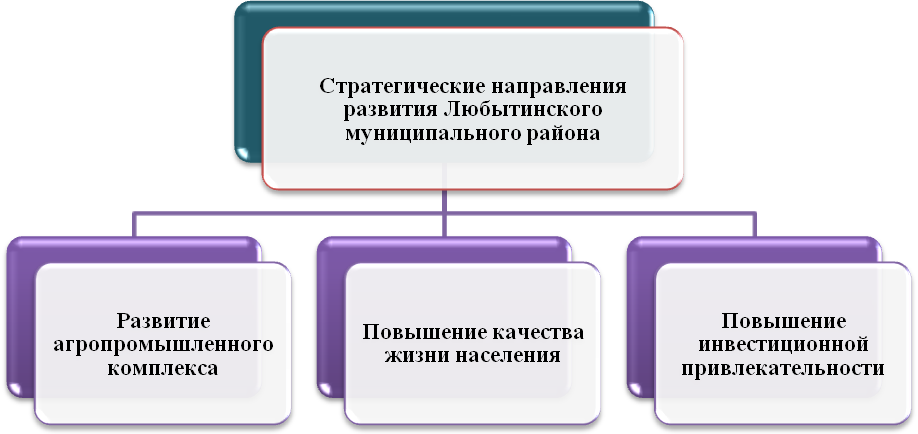 Стратегические направления
развития Любытинского
муниципального района
Развитие
агропромышленного
комплекса
Повышение качества
жизни населения
Повышение
инвестиционной
привлекательности